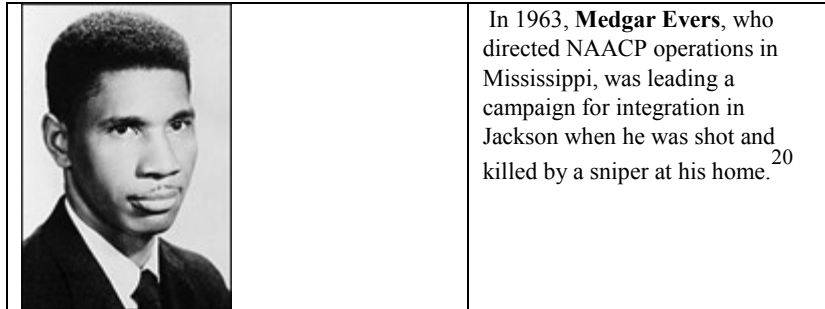 In 1963, Medgar Evers, who
directed NAACP operations in
Mississippi, was leading a
campaign for integration in
Jackson when he was shot and
killed by a sniper at his home.20